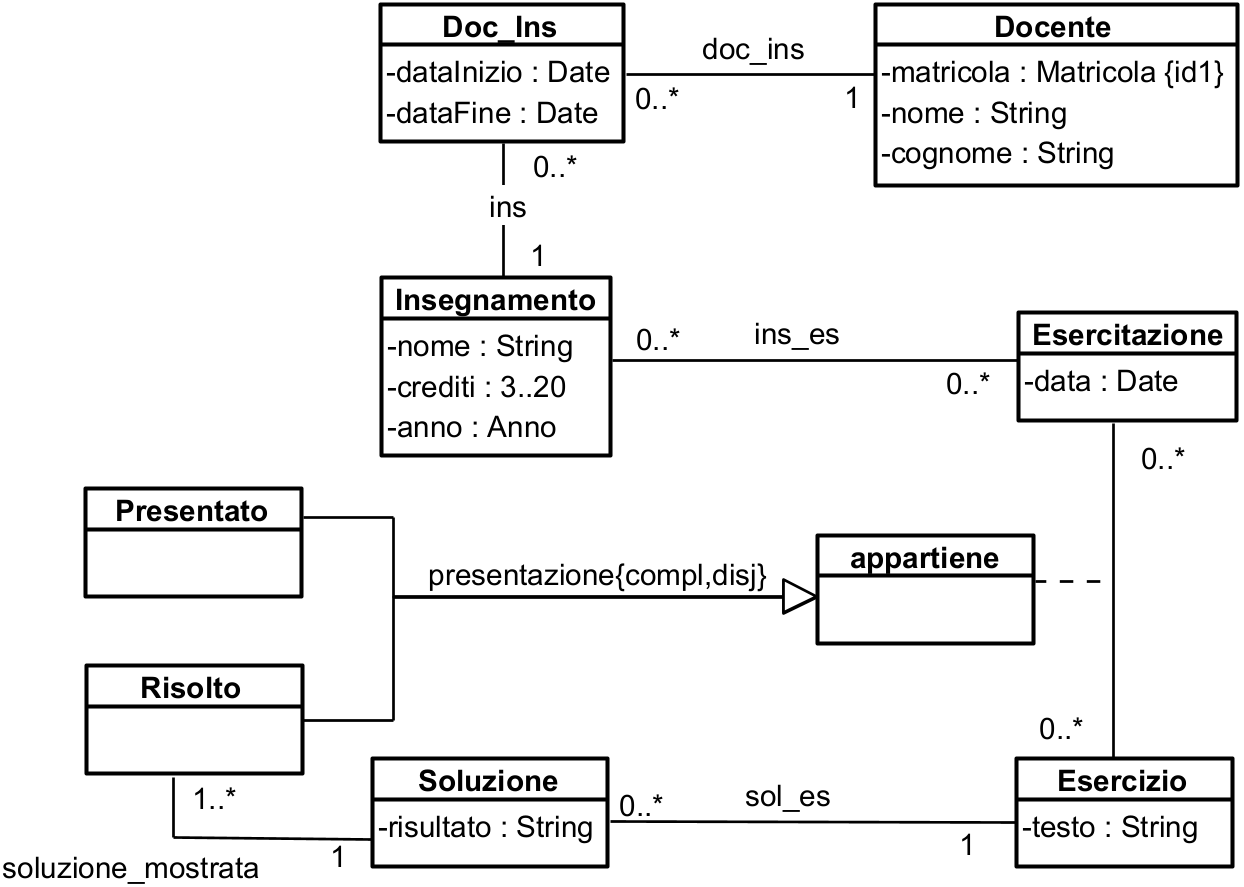 Doc_Ins
-dataInizio : Date
-dataFine : Date
doc_ins
0..*
1
Docente
-matricola : Matricola {id1}
-nome : String
-cognome : String
0..*
ins
1
Insegnamento
-nome : String
-crediti : 3..20
-anno : Anno
0..*
ins_es
0..*
Esercitazione
-data : Date
0..*
Presentato
presentazione{compl,disj}
appartiene
Risolto
0..*
1..*
soluzione_mostrata
1
Soluzione
-risultato : String
0..*
sol_es
1
Esercizio
-testo : String